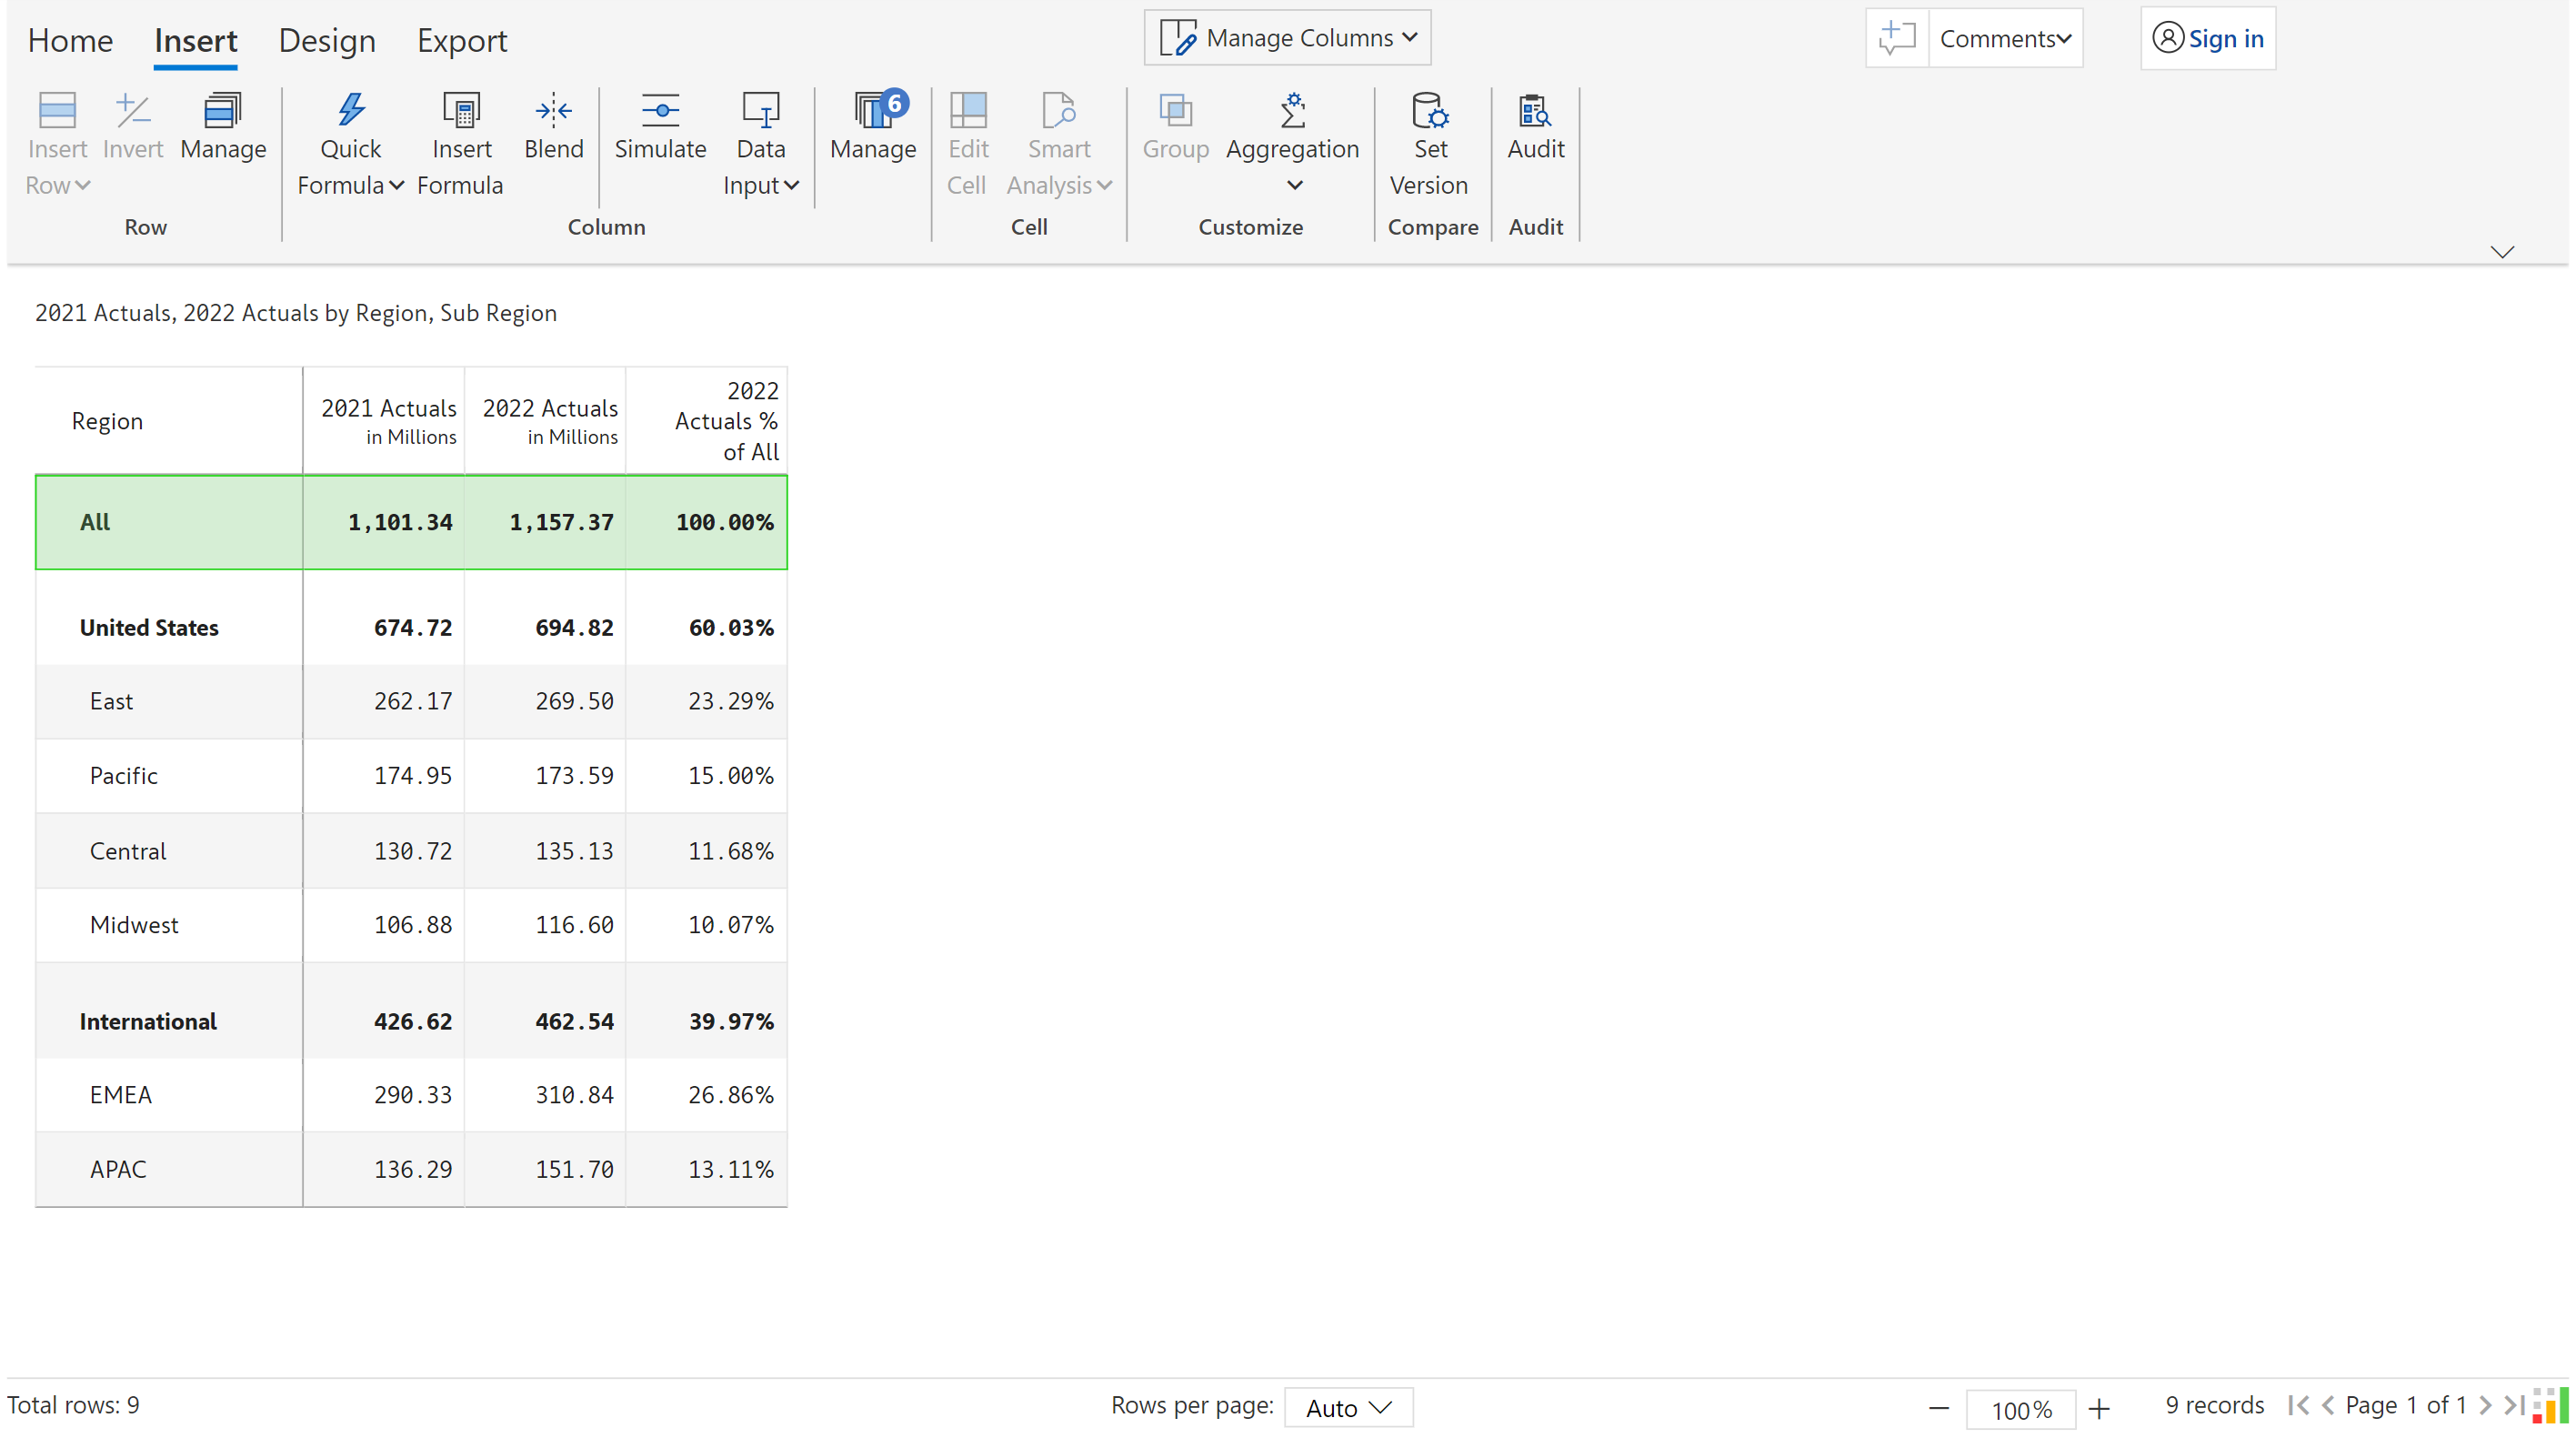 Home Insert Design Export Manage Columns Comments Sign in
Insert Invert Manage Quick Insert Blend Simulate Data Manage 6 Edit Smart Group Aggregation Set Audit
Row Formula Formula Input Cell Analysis Version
Row Column Cell Customize Compare Audit
2021 Actuals, 2022 Actuals by Region, Sub Region
Region
2021 Actuals
in Millions
2022 Actuals
in Millions
2022
Actuals %
of All
All 1,101.34 1,157.37 100.00%
United States 674.72 694.82 60.03%
East 262.17 269.50 23.29%
Pacific 174.95 173.59 15.00%
Central 130.72 135.13 11.68%
Midwest 106.88 116.60 10.07%
International 426.62 462.54 39.97%
EMEA 290.33 310.84 26.86%
APAC 136.29 151.70 13.11%
Total rows: 9 Rows per page: Auto 100% 9 records Page 1 of 1